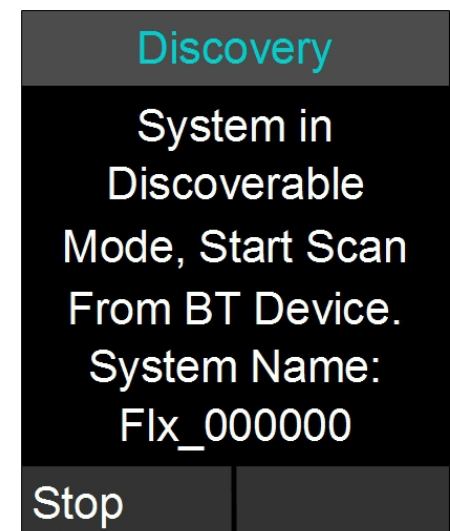 Discovery
System in
Discoverable
Mode, Start Scan
From BT Device.
System Name:
Flx_000000
Stop